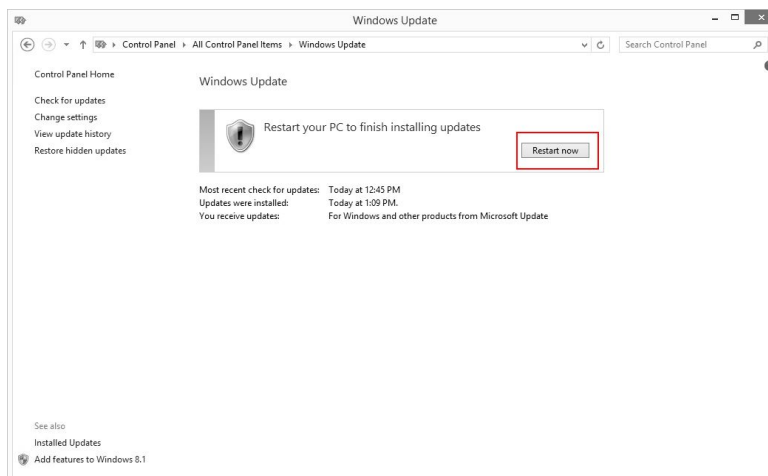 Windows Update
Control Panel All Control Panel Items Windows Update
Search Control Panel
Control Panel Home
Check for updates
Change settings
View update history
Restore hidden updates
Windows Update
Restart your PC to finish installing updates
Restart now
Most recent check for updates: Today at 12:45 PM
Updates were installed: Today at 1:09 PM.
You receive updates: For Windows and other products from Microsoft Update
See also
Installed Updates
Add features to Windows 8.1